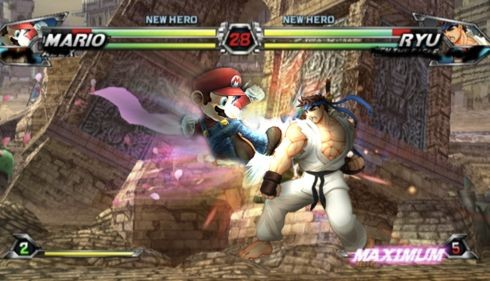 NEW HERO NEW HERO
MARIO 28 RYU
2 MAXIMUM 5